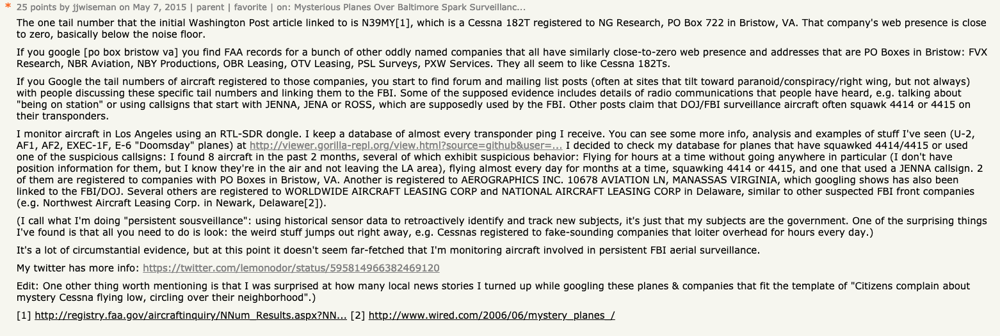 * 25 points by jjwiseman on May 7, 2015 | parent | favorite | on: Mysterious Planes Over Baltimore Spark Surveillanc...
The one tail number that the initial Washington Post article linked to is N39MY[1], which is a Cessna 182T registered to NG Research, PO Box 722 in Bristow, VA. That company's web presence is close
to zero, basically below the noise floor.
If you google [po box bristow va] you find FAA records for a bunch of other oddly named companies that all have similarly close-to-zero web presence and addresses that are PO Boxes in Bristow: FVX
Research, NBR Aviation, NBY Productions, OBR Leasing, OTV Leasing, PSL Surveys, PXW Services. They all seem to like Cessna 182Ts.
If you Google the tail numbers of aircraft registered to those companies, you start to find forum and mailing list posts (often at sites that tilt toward paranoid/conspiracy/right wing, but not always)
with people discussing these specific tail numbers and linking them to the FBI. Some of the supposed evidence includes details of radio communications that people have heard, e.g. talking about
"being on station" or using callsigns that start with JENNA, JENA or ROSS, which are supposedly used by the FBI. Other posts claim that DOJ/FBI surveillance aircraft often squawk 4414 or 4415 on
their transponders.
I monitor aircraft in Los Angeles using an RTL-SDR dongle. I keep a database of almost every transponder ping I receive. You can see some more info, analysis and examples of stuff I've seen (U-2,
AF1, AF2, EXEC-1F, E-6 "Doomsday" planes) at http://viewer.gorilla-repl.org/view.html?source=github&user=... I decided to check my database for planes that have squawked 4414/4415 or used
one of the suspicious callsigns: I found 8 aircraft in the past 2 months, several of which exhibit suspicious behavior: Flying for hours at a time without going anywhere in particular (I don't have
position information for them, but I know they're in the air and not leaving the LA area), flying almost every day for months at a time, squawking 4414 or 4415, and one that used a JENNA callsign. 2
of them are registered to companies with PO Boxes in Bristow, VA. Another is registered to AEROGRAPHICS INC. 10678 AVIATION LN, MANASSAS VIRGINIA, which googling shows has also been
linked to the FBI/DOJ. Several others are registered to WORLDWIDE AIRCRAFT LEASING CORP and NATIONAL AIRCRAFT LEASING CORP in Delaware, similar to other suspected FBI front companies
(e.g. Northwest Aircraft Leasing Corp. in Newark, Delaware[2]).
(I call what I'm doing "persistent sousveillance": using historical sensor data to retroactively identify and track new subjects, it's just that my subjects are the government. One of the surprising things
I've found is that all you need to do is look: the weird stuff jumps out right away, e.g. Cessnas registered to fake-sounding companies that loiter overhead for hours every day.)
It's a lot of circumstantial evidence, but at this point it doesn't seem far-fetched that I'm monitoring aircraft involved in persistent FBI aerial surveillance.
My twitter has more info: https://twitter.com/lemonodor/status/595814966382469120
Edit: One other thing worth mentioning is that I was surprised at how many local news stories I turned up while googling these planes & companies that fit the template of "Citizens complain about
mystery Cessna flying low, circling over their neighborhood".)
[1] http://registry.faa.gov/aircraftinquiry/NNum_Results.aspx?NN... [2] http://www.wired.com/2006/06/mystery_planes_/